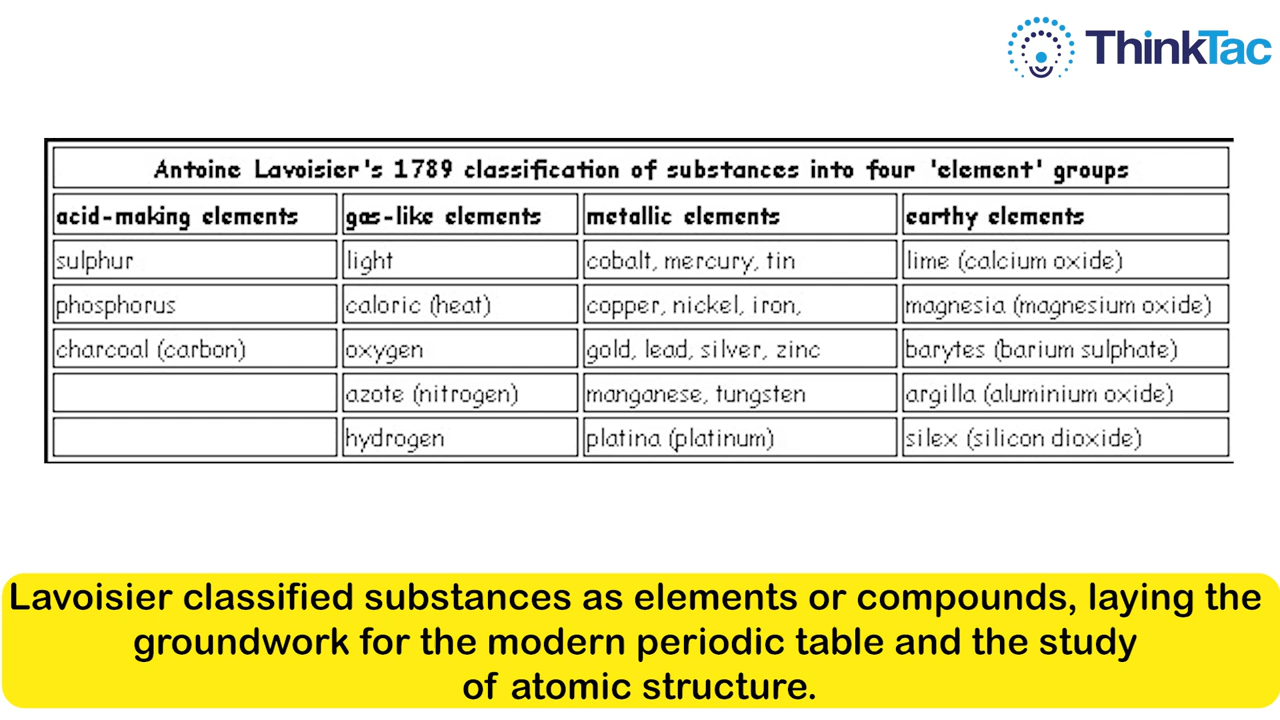 ThinkTac
Antoine Lavoisier's 1789 classification of substances into four 'element' groups
acid-making elements gas-like elements metallic elements earthy elements
sulphur light cobalt, mercury, tin lime (calcium oxide)
phosphorus caloric (heat) copper, nickel, iron, magnesia (magnesium oxide)
charcoal (carbon) oxygen gold, lead, silver, zinc barytes (barium sulphate)
azote (nitrogen) manganese, tungsten argilla (aluminium oxide)
hydrogen platina (platinum) silex (silicon dioxide)
Lavoisier classified substances as elements or compounds, laying the
groundwork for the modern periodic table and the study
of atomic structure.